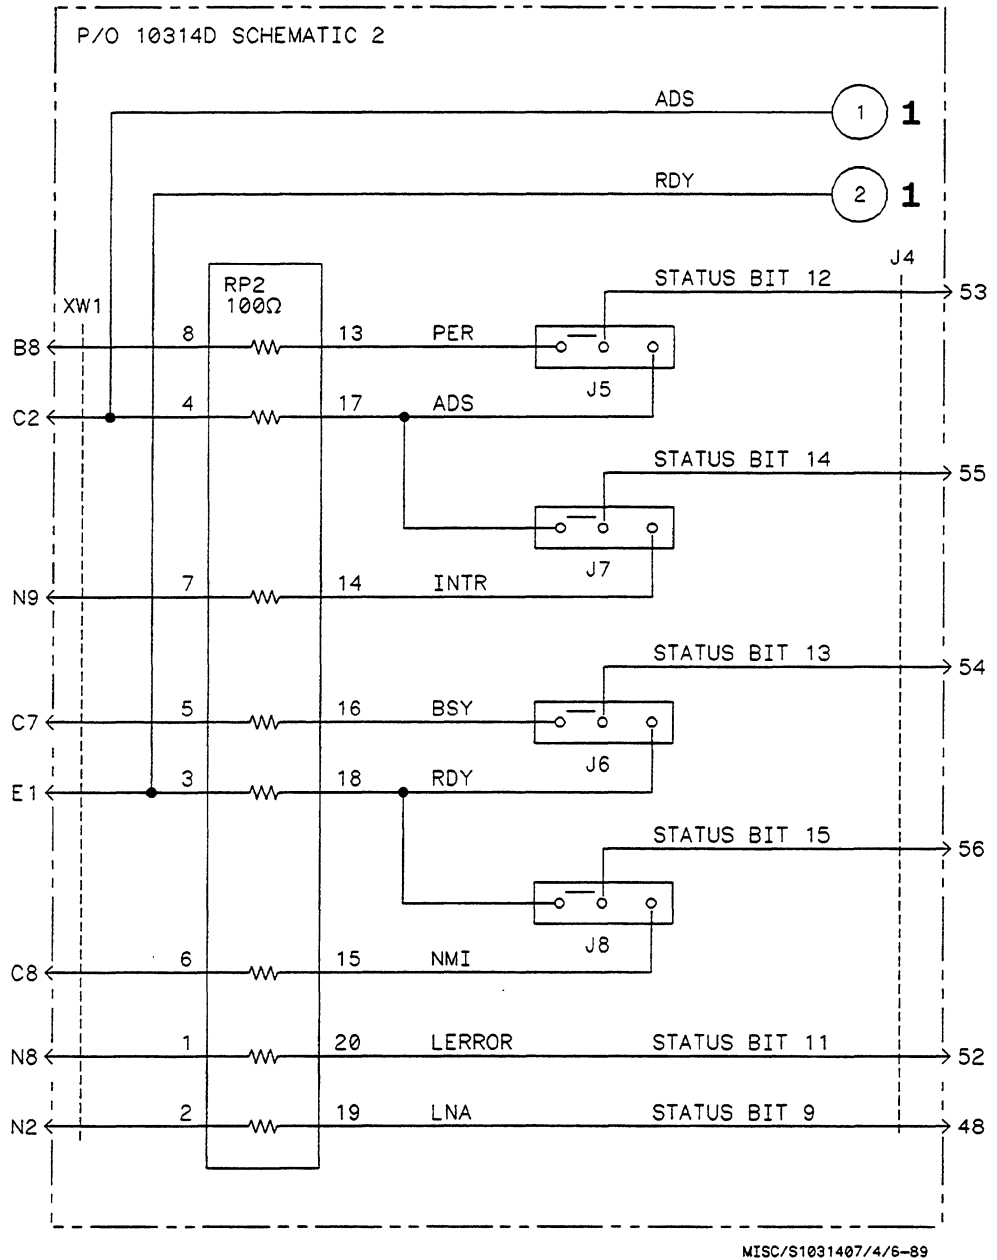 P/O 10314D SCHEMATIC 2
ADS
1
1
RDY
2
1
J4
RP2
100Ω
STATUS BIT 12
53
XW1
B8
8
13
PER
J5
C2
4
17
ADS
STATUS BIT 14
55
J7
N9
7
14
INTR
STATUS BIT 13
54
C7
5
16
BSY
J6
E1
3
18
RDY
STATUS BIT 15
56
J8
C8
6
15
NMI
N8
1
20
LERROR
STATUS BIT 11
52
N2
2
19
LNA
STATUS BIT 9
48
MISC/S1031407/4/6-89